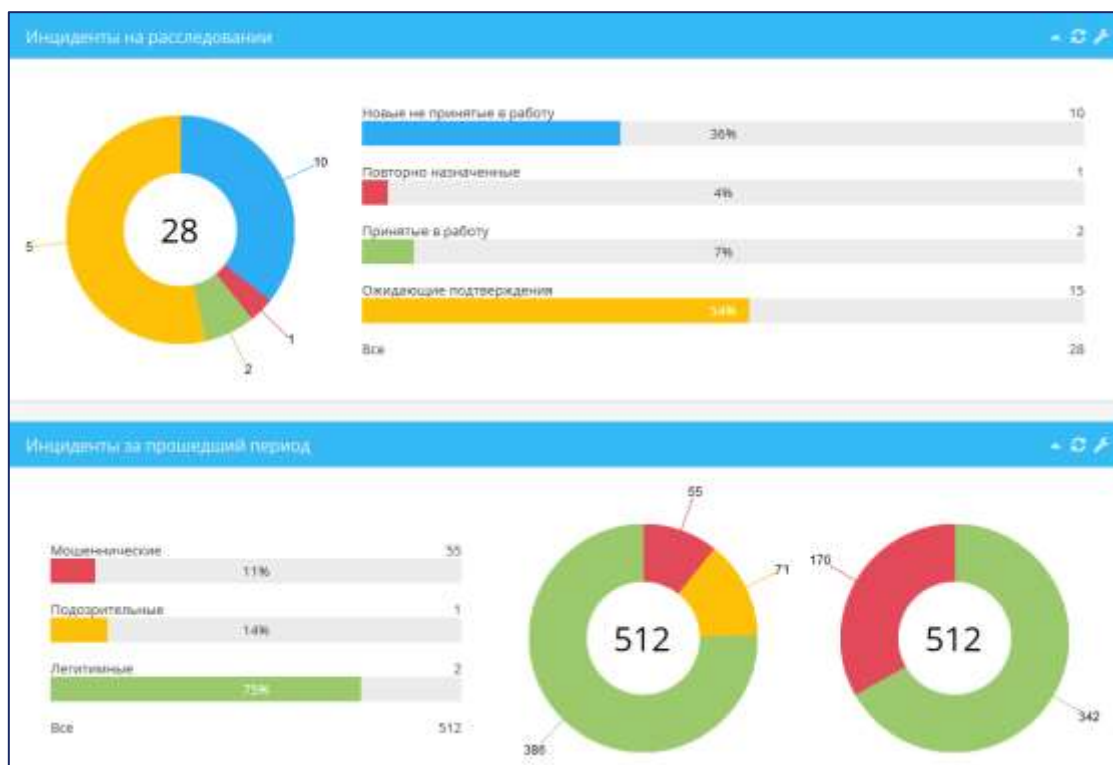 Инциденты на расследовании
Новые не принятые в работу 10
36%
Повторно назначенные 1
4%
Принятые в работу 2
7%
Ожидающие подтверждения 15
54%
Все 28
28
10
1
2
5
Инциденты за прошедший период
Мошеннические 55
11%
Подозрительные 1
14%
Легитимные 2
75%
Все 512
55
71
386
512
170
342
512